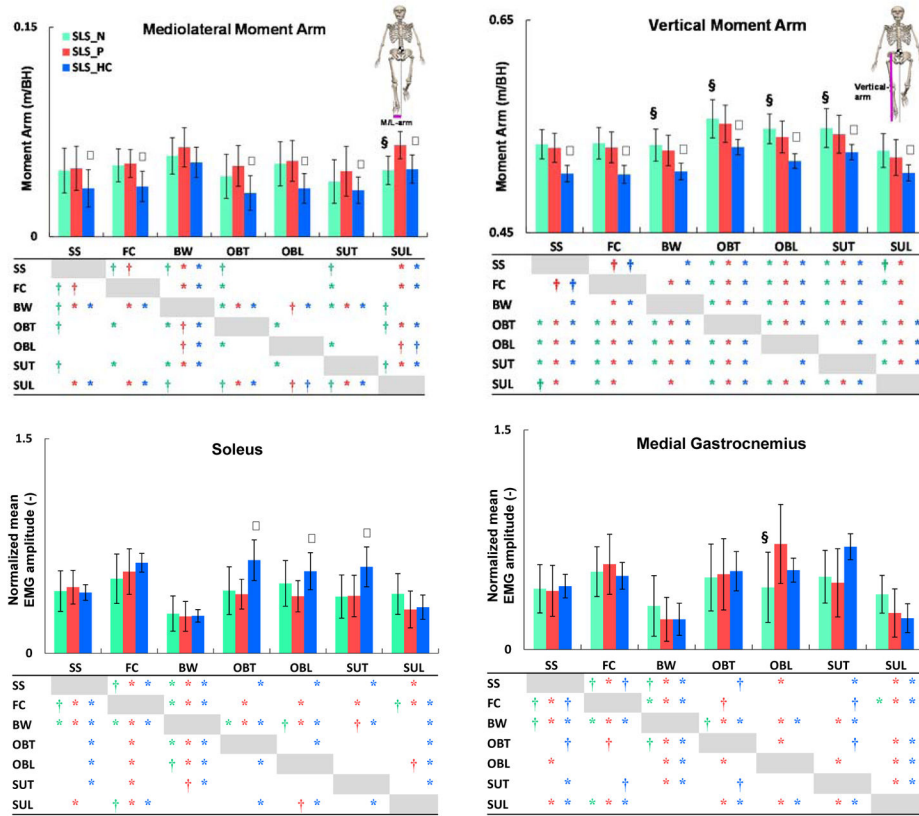 0.15
Mediolateral Moment Arm
SLS_N
SLS_P
SLS_HC
Moment Arm (m/BH)
M/L-arm
§
0
SS FC BW OBT OBL SUT SUL
SS † † † * * † † * *
FC † † * * * * *
BW † * * * * * * * † * * * * †
OBT † * † * * † * *
OBL † * * * † †
SUT † * * * * * † * *
SUL * * * * † * * * † † * * *
0.65
Vertical Moment Arm
Moment Arm (m/BH)
Vertical-arm
§ § § §
0.45
SS FC BW OBT OBL SUT SUL
SS † † * * * * * * * * * * † *
FC † † * * * * * * * * * * * * *
BW * * * * * * * * * * * * *
OBT * * * * * * * * * * * * * * * * * *
OBL * * * * * * * * * * * * * *
SUT * * * * * * * * * * * * * * * *
SUL † * * * * * * * * * * * * *
1.5
Soleus
Normalized mean
EMG amplitude (-)
0
SS FC BW OBT OBL SUT SUL
SS † * * * * * * * * *
FC † * * * * * * * * † * *
BW * * * * * * * * * † * * † * *
OBT * * * * * * *
OBL * * † * * * † *
SUT * * † * *
SUL * † * * * * † * *
1.5
Medial Gastrocnemius
Normalized mean
EMG amplitude (-)
§
0
SS FC BW OBT OBL SUT SUL
SS † * † † * * † * * * *
FC † * † * * * † † * * *
BW † * * * * * † * * * * * *
OBT † † † * * * † * *
OBL * * * * * * *
SUT * † * * † * * *
SUL * * * * * * * * * * * * *